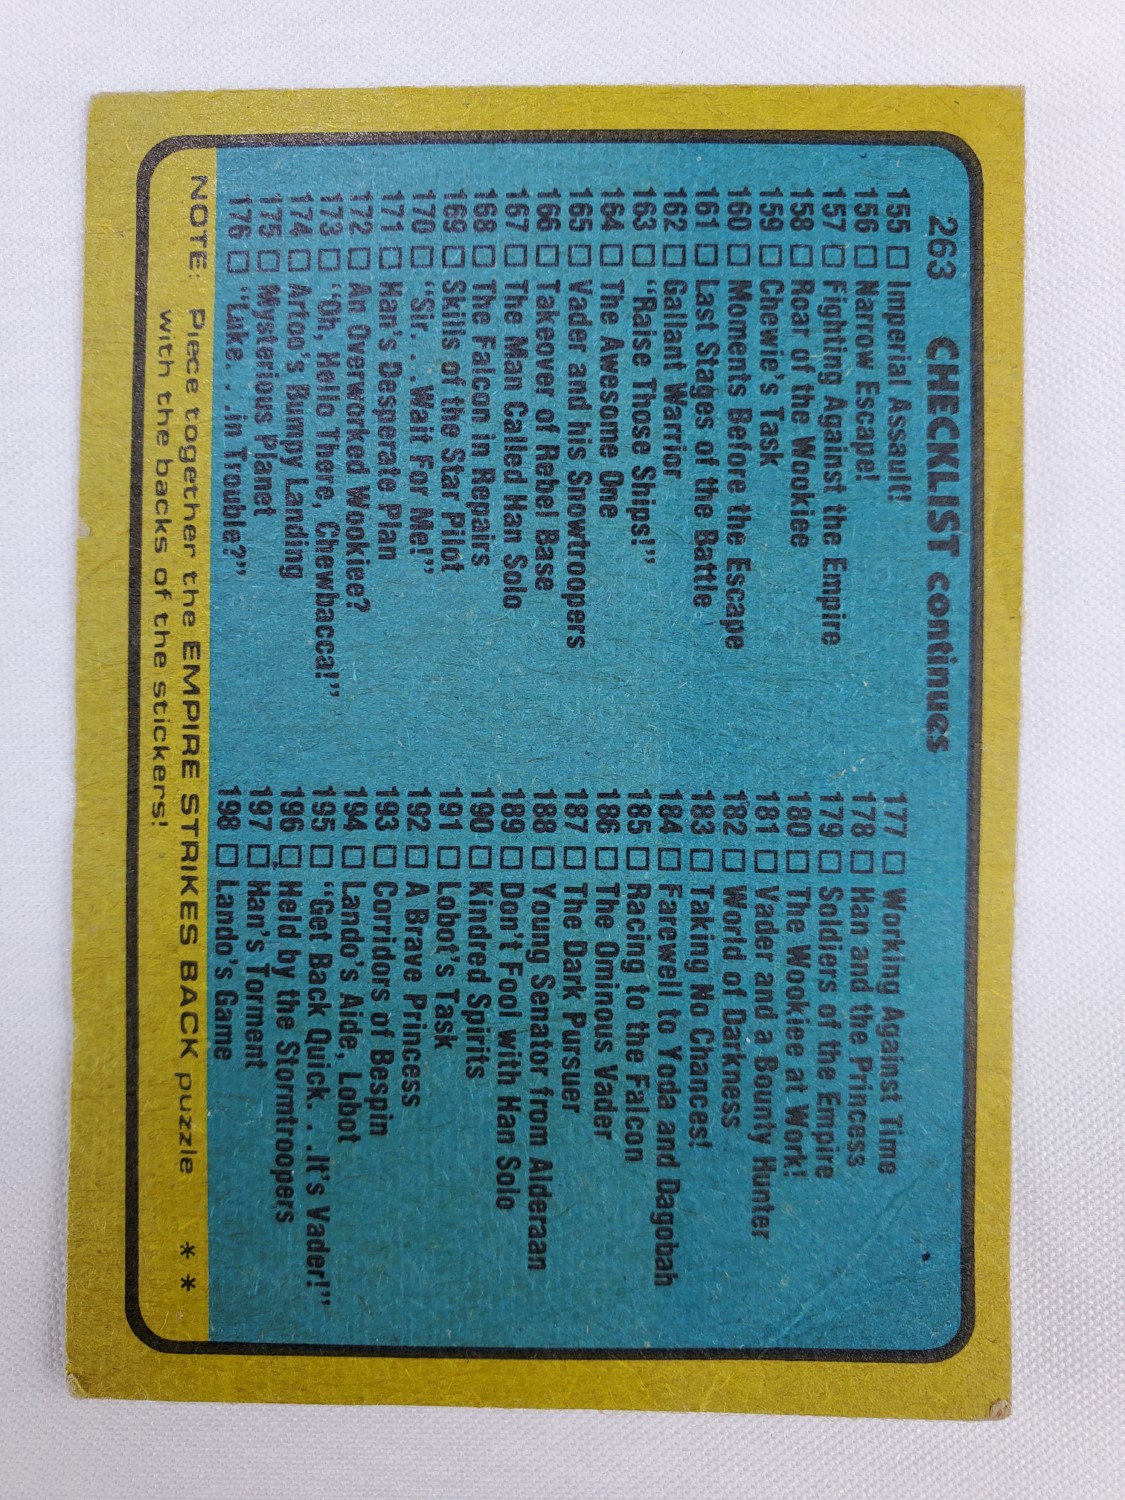 263 CHECKLIST continues
155 □ Imperial Assault!
156 □ Narrow Escape!
157 □ Fighting Against the Empire
158 □ Roar of the Wookiee
159 □ Chewie's Task
160 □ Moments Before the Escape
161 □ Last Stages of the Battle
162 □ Gallant Warrior
163 □ "Raise Those Ships!"
164 □ The Awesome One
165 □ Vader and his Snowtroopers
166 □ Takeover of Rebel Base
167 □ The Man Called Han Solo
168 □ The Falcon in Repairs
169 □ Skills of the Star Pilot
170 □ "Sir. . .Wait For Me!"
171 □ Han's Desperate Plan
172 □ An Overworked Wookiee?
173 □ "Oh, Hello There, Chewbacca!"
174 □ Artoo's Bumpy Landing
175 □ Mysterious Planet
176 □ "Luke. . .in Trouble?"
177 □ Working Against Time
178 □ Han and the Princess
179 □ Soldiers of the Empire
180 □ The Wookiee at Work!
181 □ Vader and a Bounty Hunter
182 □ World of Darkness
183 □ Taking No Chances!
184 □ Farewell to Yoda and Dagobah
185 □ Racing to the Falcon
186 □ The Ominous Vader
187 □ The Dark Pursuer
188 □ Young Senator from Alderaan
189 □ Don't Fool with Han Solo
190 □ Kindred Spirits
191 □ Lobot's Task
192 □ A Brave Princess
193 □ Corridors of Bespin
194 □ Lando's Aide, Lobot
195 □ "Get Back Quick. . .It's Vader!"
196 □ Held by the Stormtroopers
197 □ Han's Torment
198 □ Lando's Game
NOTE: Piece together the EMPIRE STRIKES BACK puzzle * *
with the backs of the stickers!